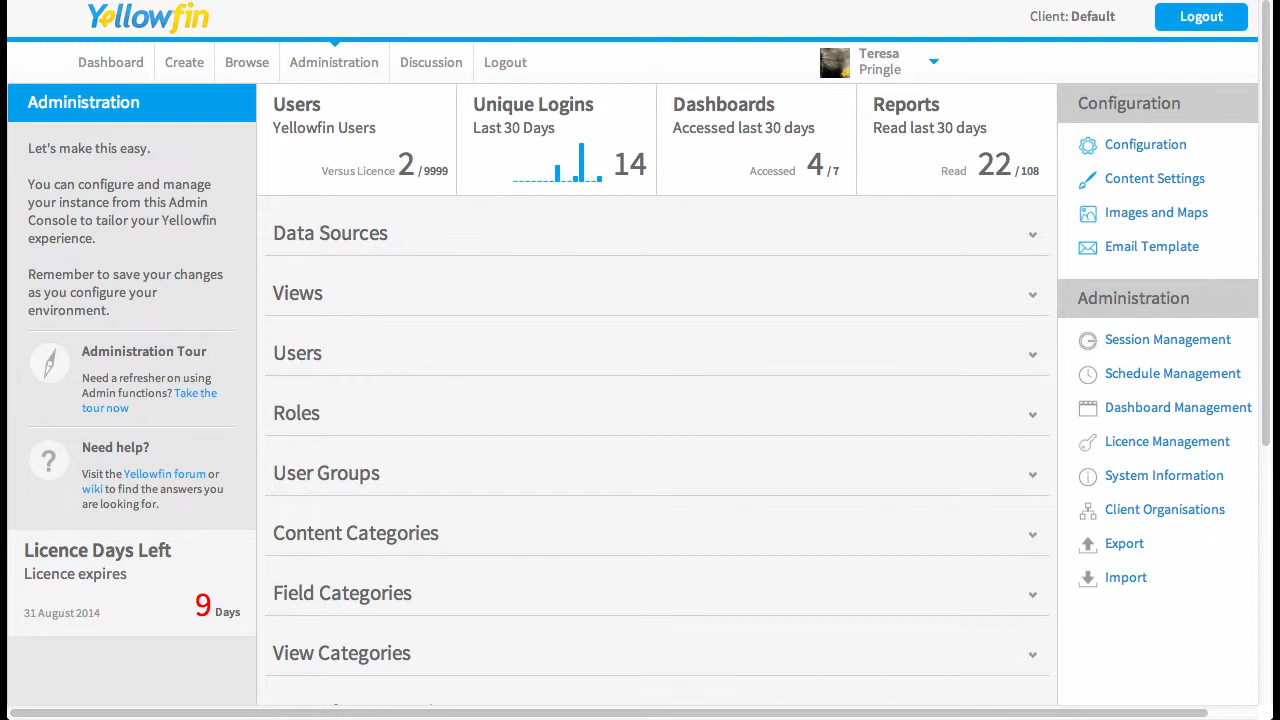 Yellowfin
Client: Default
Logout
Dashboard
Create
Browse
Administration
Discussion
Logout
Teresa
Pringle
Administration
Let's make this easy.
You can configure and manage
your instance from this Admin
Console to tailor your Yellowfin
experience.
Remember to save your changes
as you configure your
environment.
Administration Tour
Need a refresher on using
Admin functions? Take the
tour now
?
Need help?
Visit the Yellowfin forum or
wiki to find the answers you
are looking for.
Licence Days Left
Licence expires
31 August 2014
9 Days
Users
Yellowfin Users
Versus Licence 2 / 9999
Unique Logins
Last 30 Days
14
Dashboards
Accessed last 30 days
Accessed 4 / 7
Reports
Read last 30 days
Read 22 / 108
Data Sources
Views
Users
Roles
User Groups
Content Categories
Field Categories
View Categories
Configuration
Configuration
Content Settings
Images and Maps
Email Template
Administration
Session Management
Schedule Management
Dashboard Management
Licence Management
System Information
Client Organisations
Export
Import